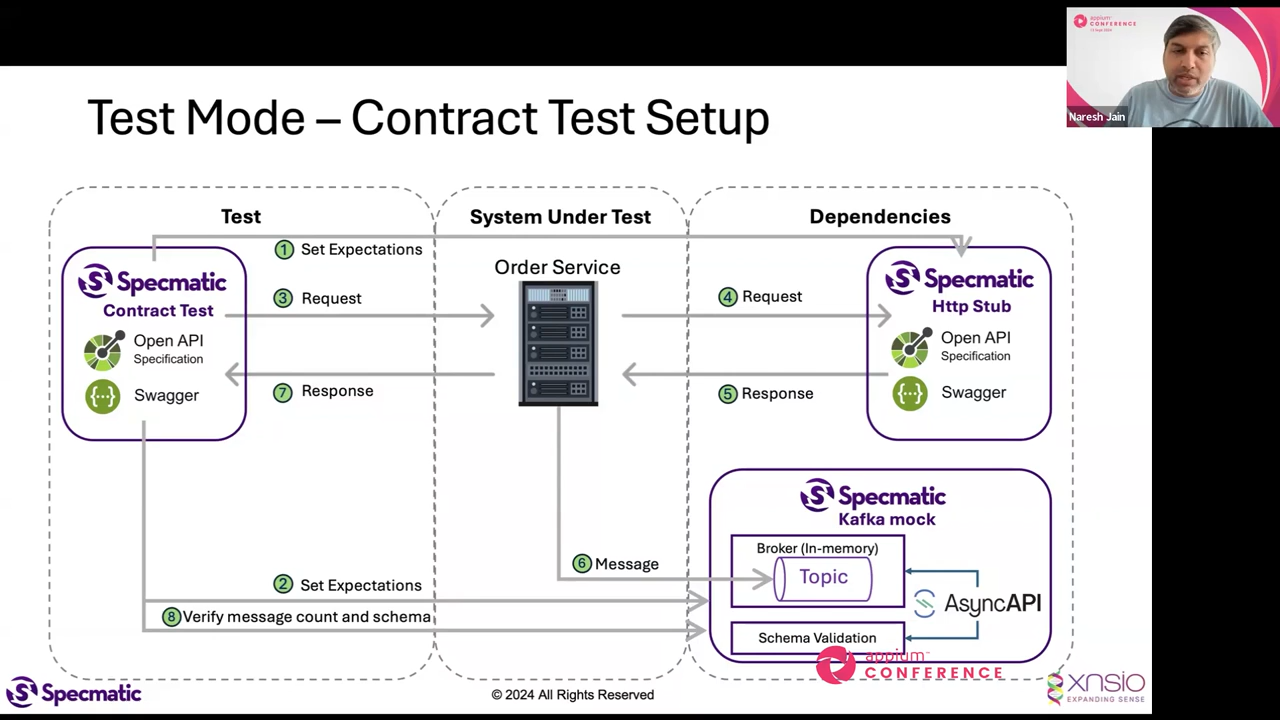 appium
CONFERENCE
Naresh Jain
Test Mode – Contract Test Setup
Test
System Under Test
Dependencies
1 Set Expectations
Specmatic
Contract Test
Open API
Specification
Swagger
3 Request
7 Response
Order Service
4 Request
5 Response
Specmatic
Http Stub
Open API
Specification
Swagger
Specmatic
Kafka mock
Broker (In-memory)
Topic
AsyncAPI
Schema Validation
6 Message
2 Set Expectations
8 Verify message count and schema
appium
CONFERENCE
Specmatic
© 2024 All Rights Reserved
xnsio
EXPANDING SENSE